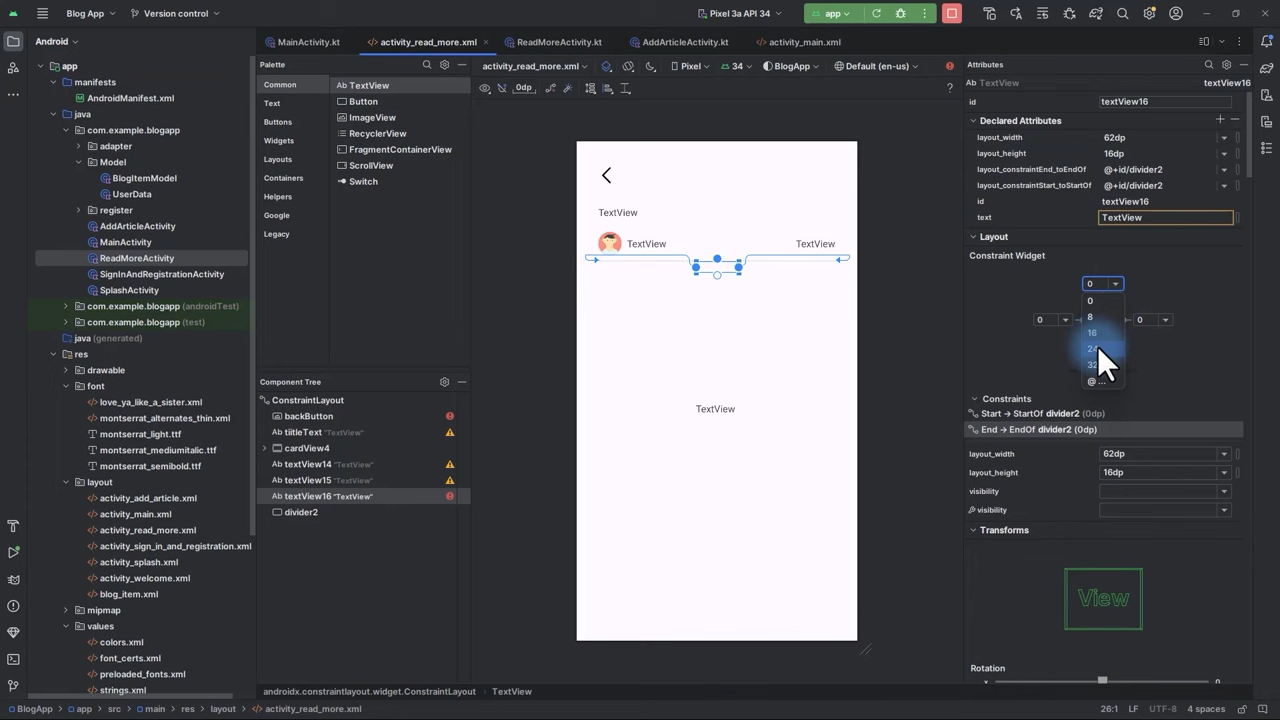 Blog App
Version control
Pixel 3a API 34
app
Android
MainActivity.kt
activity_read_more.xml
ReadMoreActivity.kt
AddArticleActivity.kt
activity_main.xml
app
manifests
AndroidManifest.xml
java
com.example.blogapp
adapter
Model
BlogItemModel
UserData
register
AddArticleActivity
MainActivity
ReadMoreActivity
SignInAndRegistrationActivity
SplashActivity
com.example.blogapp (androidTest)
com.example.blogapp (test)
java (generated)
res
drawable
font
love_ya_like_a_sister.xml
montserrat_alternates_thin.xml
montserrat_light.ttf
montserrat_mediumitalic.ttf
montserrat_semibold.ttf
layout
activity_add_article.xml
activity_main.xml
activity_read_more.xml
activity_sign_in_and_registration.xml
activity_splash.xml
activity_welcome.xml
blog_item.xml
mipmap
values
colors.xml
font_certs.xml
preloaded_fonts.xml
strings.xml
Palette
Common
Text
Buttons
Widgets
Layouts
Containers
Helpers
Google
Legacy
Ab TextView
Button
ImageView
RecyclerView
FragmentContainerView
ScrollView
Switch
Component Tree
ConstraintLayout
backButton
Ab tiitleText "TextView"
cardView4
Ab textView14 "TextView"
Ab textView15 "TextView"
Ab textView16 "TextView"
divider2
activity_read_more.xml
Pixel
34
BlogApp
Default (en-us)
0dp
?
TextView
TextView
TextView
TextView
Attributes
Ab TextView
textView16
id textView16
Declared Attributes
layout_width 62dp
layout_height 16dp
layout_constraintEnd_toEndOf @+id/divider2
layout_constraintStart_toStartOf @+id/divider2
id textView16
text TextView
Layout
Constraint Widget
0
0
8
16
24
32
@ ...
0
0
Constraints
Start → StartOf divider2 (0dp)
End → EndOf divider2 (0dp)
layout_width 62dp
layout_height 16dp
visibility
visibility
Transforms
View
Rotation
x
0
androidx.constraintlayout.widget.ConstraintLayout
TextView
BlogApp
app
src
main
res
layout
activity_read_more.xml
26:1
LF
UTF-8
4 spaces